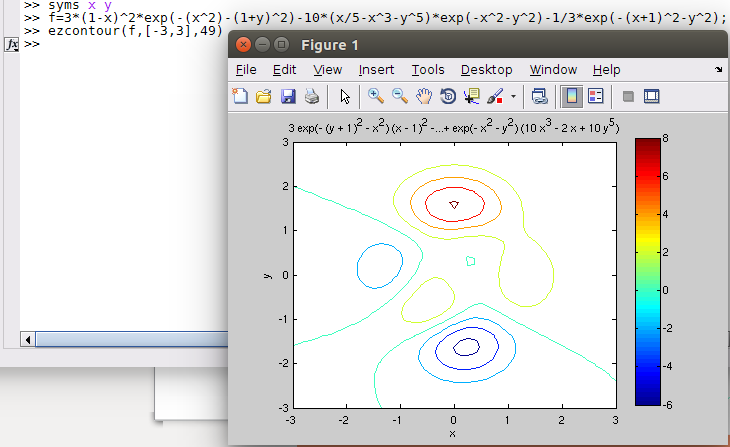 >> syms x y
>> f=3*(1-x)^2*exp(-(x^2)-(1+y)^2)-10*(x/5-x^3-y^5)*exp(-x^2-y^2)-1/3*exp(-(x+1)^2-y^2);
>> ezcontour(f,[-3,3],49)
fx >>
Figure 1
File Edit View Insert Tools Desktop Window Help
3 exp(- (y + 1)^2 - x^2) (x - 1)^2 -...+ exp(- x^2 - y^2) (10 x^3 - 2 x + 10 y^5)
3
2
1
0
-1
-2
-3
y
-3 -2 -1 0 1 2 3
x
8
6
4
2
0
-2
-4
-6